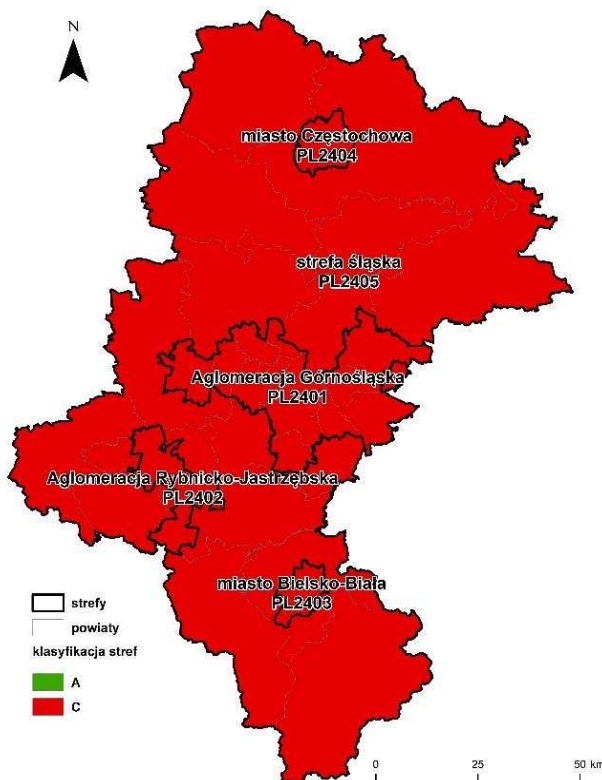 N
miasto Częstochowa
PL2404
strefa śląska
PL2405
Aglomeracja Górnośląska
PL2401
Aglomeracja Rybnicko-Jastrzębska
PL2402
miasto Bielsko-Biała
PL2403
strefy
powiaty
klasyfikacja stref
A
C
0 25 50 km